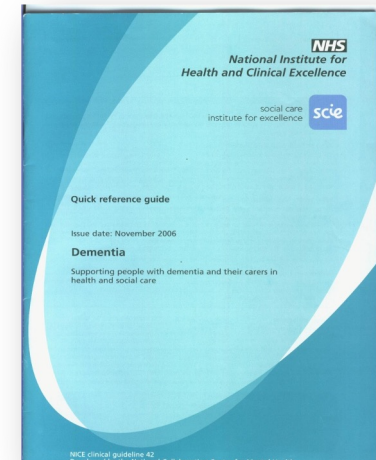 NHS
National Institute for
Health and Clinical Excellence
social care
institute for excellence
scie
Quick reference guide
Issue date: November 2006
Dementia
Supporting people with dementia and their carers in
health and social care
NICE clinical guideline 42